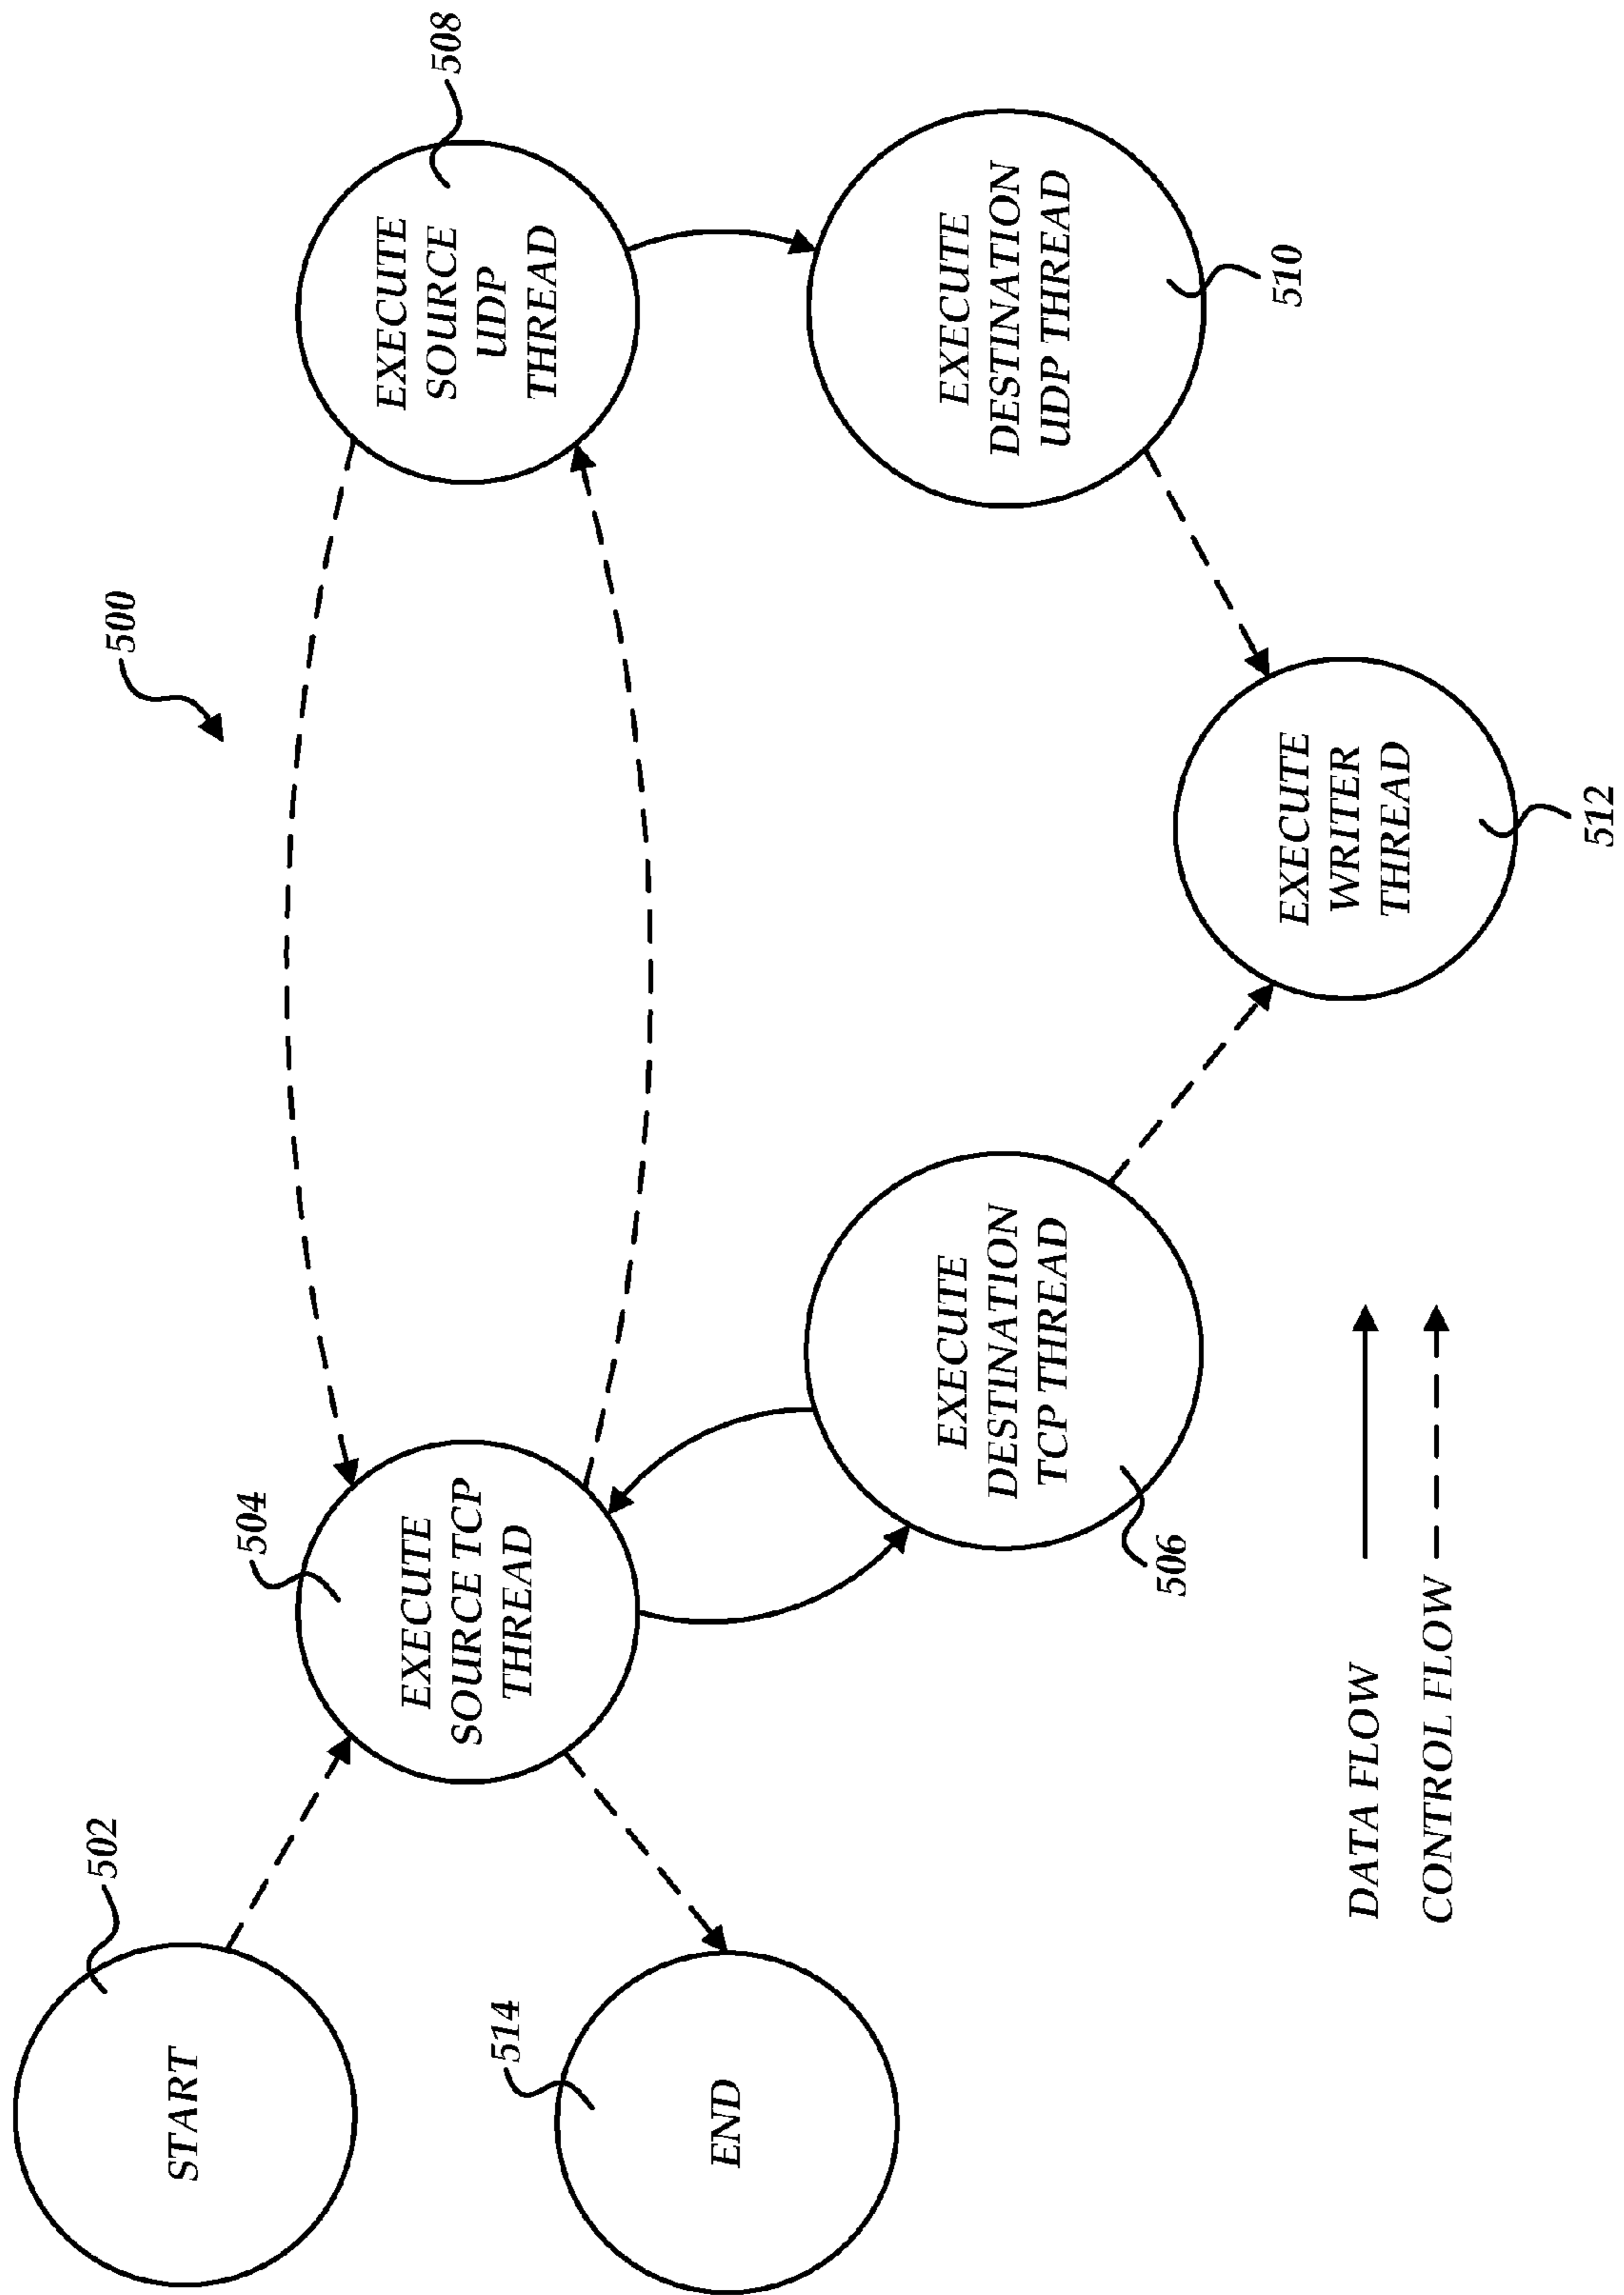 500
502
START
504
EXECUTE
SOURCE TCP
THREAD
508
EXECUTE
SOURCE
UDP
THREAD
514
END
506
EXECUTE
DESTINATION
TCP THREAD
510
EXECUTE
DESTINATION
UDP THREAD
512
EXECUTE
WRITER
THREAD
DATA FLOW
CONTROL FLOW